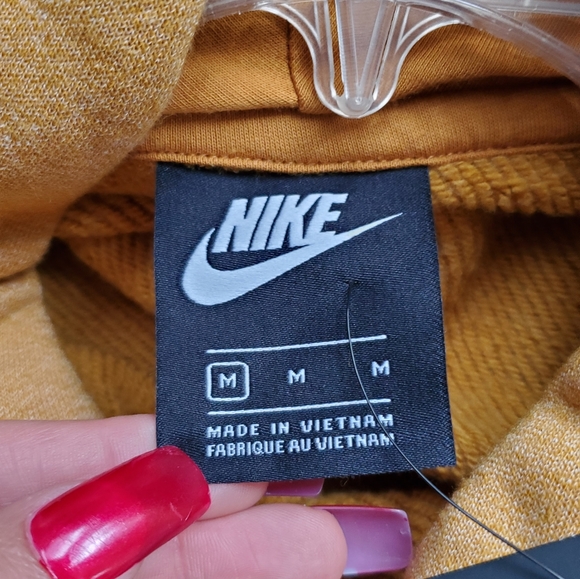 NIKE
M M M
MADE IN VIETNAM
FABRIQUE AU VIETNAM